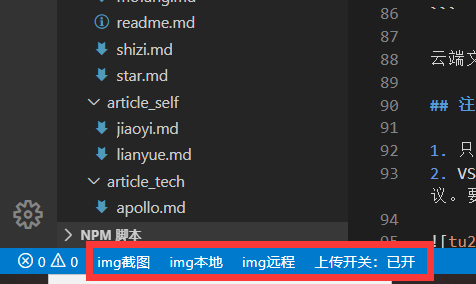 readme.md
shizi.md
star.md
article_self
jiaoyi.md
lianyue.md
article_tech
apollo.md
NPM 脚本
0 0 img截图 img本地 img远程 上传开关：已开
86 ```
87
88 云端文
89
90 ## 注
91
92 1. 只
93 2. VS
议。要
94
![tu2